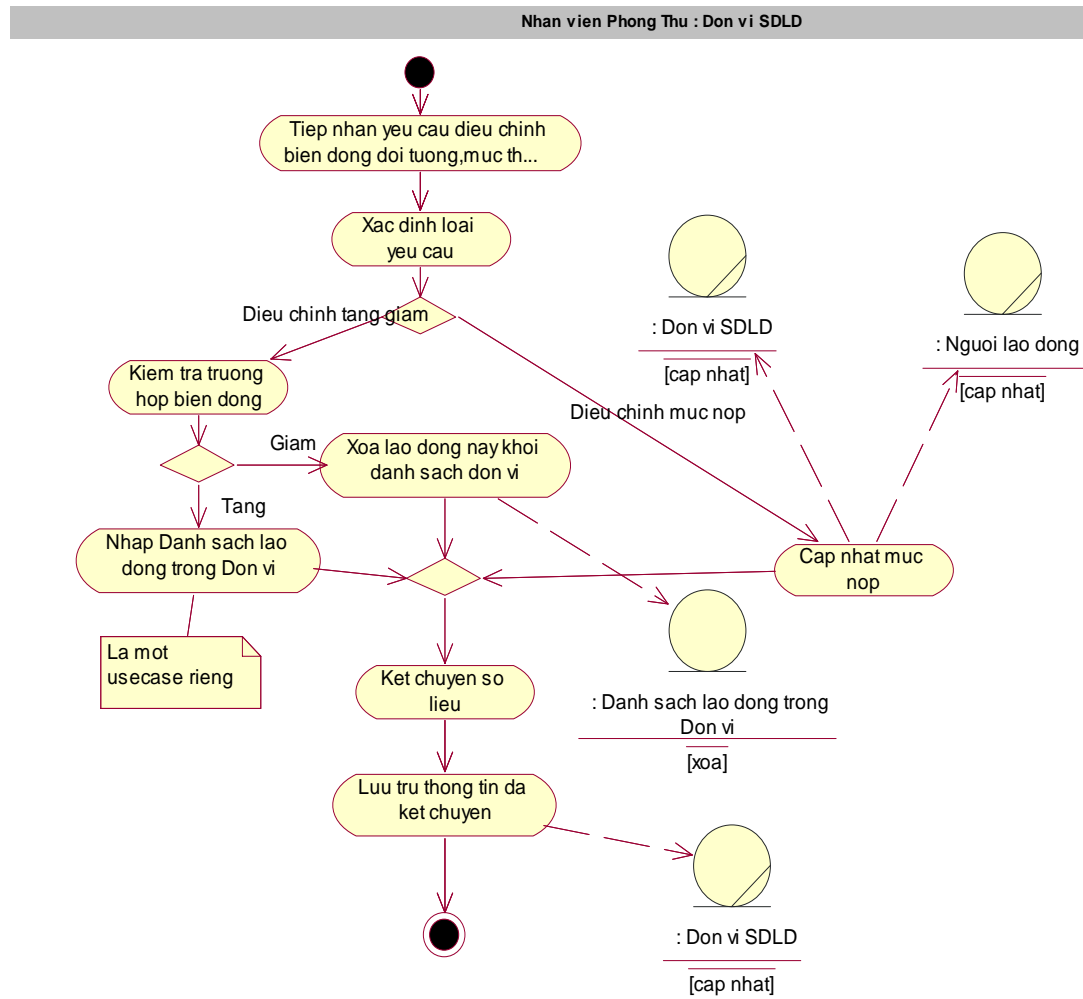 Nhan vien Phong Thu : Don vi SDLD
Tiep nhan yeu cau dieu chinh
bien dong doi tuong,muc th...
Xac dinh loai
yeu cau
Dieu chinh tang giam
: Don vi SDLD
[cap nhat]
: Nguoi lao dong
[cap nhat]
Kiem tra truong
hop bien dong
Dieu chinh muc nop
Giam
Xoa lao dong nay khoi
danh sach don vi
Tang
Nhap Danh sach lao
dong trong Don vi
Cap nhat muc
nop
La mot
usecase rieng
Ket chuyen so
lieu
: Danh sach lao dong trong
Don vi
[xoa]
Luu tru thong tin da
ket chuyen
: Don vi SDLD
[cap nhat]